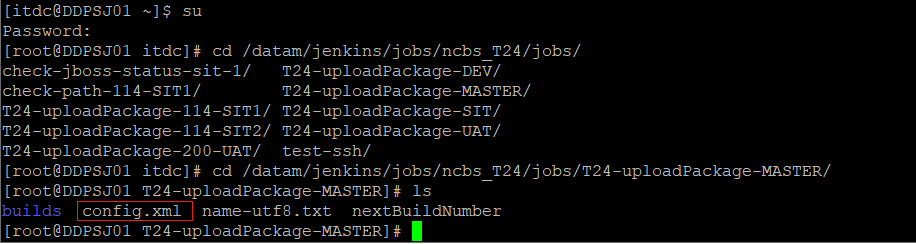 [itdc@DDPSJ01 ~]$ su
Password:
[root@DDPSJ01 itdc]# cd /datam/jenkins/jobs/ncbs_T24/jobs/
check-jboss-status-sit-1/   T24-uploadPackage-DEV/
check-path-114-SIT1/        T24-uploadPackage-MASTER/
T24-uploadPackage-114-SIT1/ T24-uploadPackage-SIT/
T24-uploadPackage-114-SIT2/ T24-uploadPackage-UAT/
T24-uploadPackage-200-UAT/  test-ssh/
[root@DDPSJ01 itdc]# cd /datam/jenkins/jobs/ncbs_T24/jobs/T24-uploadPackage-MASTER/
[root@DDPSJ01 T24-uploadPackage-MASTER]# ls
builds  config.xml  name-utf8.txt  nextBuildNumber
[root@DDPSJ01 T24-uploadPackage-MASTER]#